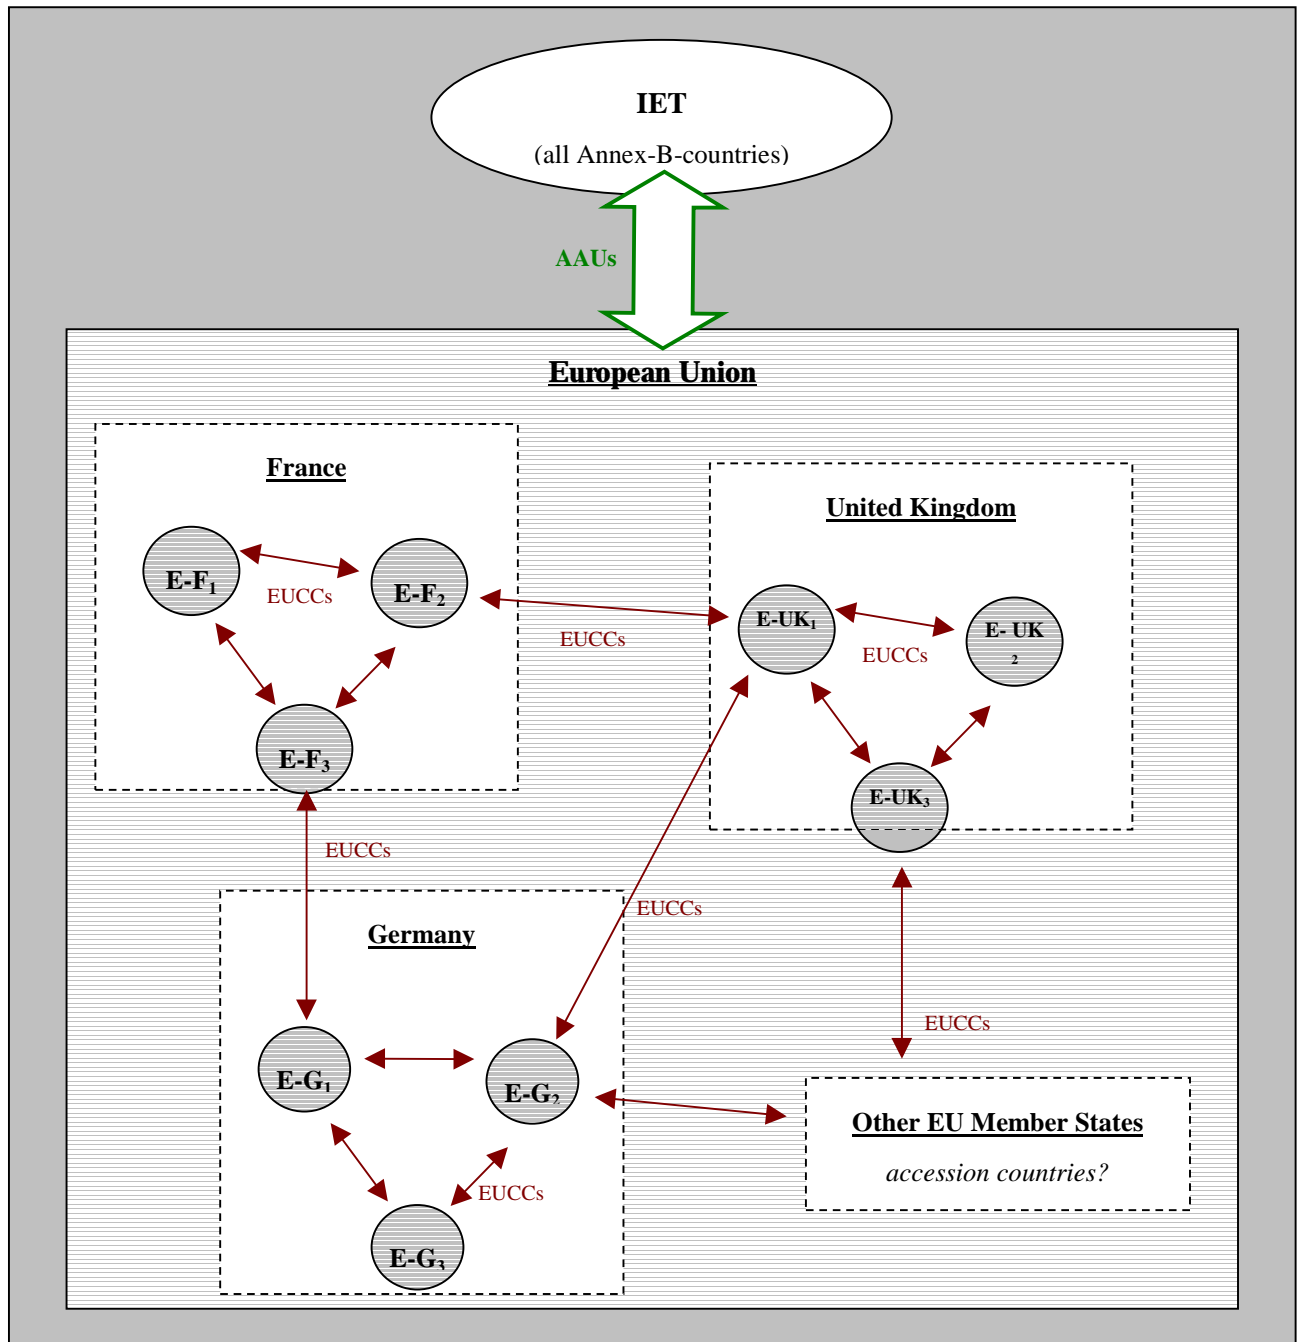 IET
(all Annex-B-countries)
AAUs
European Union
France
United Kingdom
E-F₁
EUCCs
E-F₂
E-F₃
EUCCs
E-UK₁
EUCCs
E- UK
2
E-UK₃
EUCCs
EUCCs
Germany
EUCCs
E-G₁
E-G₂
EUCCs
E-G₃
Other EU Member States
accession countries?